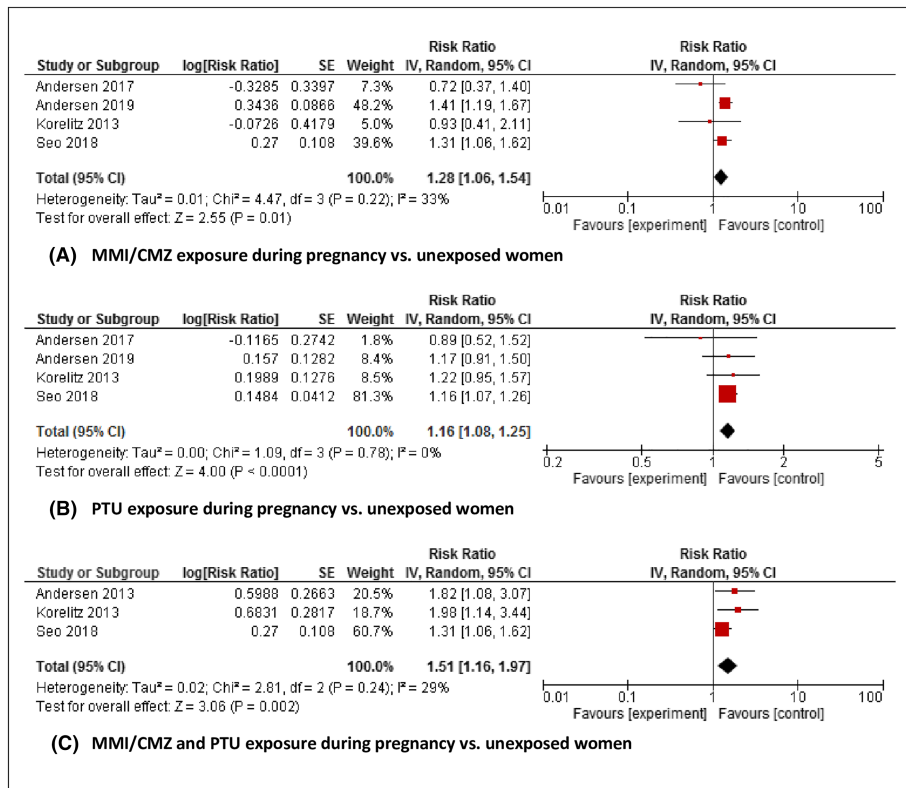 Risk Ratio Risk Ratio
Study or Subgroup log[Risk Ratio] SE Weight IV, Random, 95% CI IV, Random, 95% CI
Andersen 2017 -0.3285 0.3397 7.3% 0.72 [0.37, 1.40]
Andersen 2019 0.3436 0.0866 48.2% 1.41 [1.19, 1.67]
Korelitz 2013 -0.0726 0.4179 5.0% 0.93 [0.41, 2.11]
Seo 2018 0.27 0.108 39.6% 1.31 [1.06, 1.62]
Total (95% CI) 100.0% 1.28 [1.06, 1.54]
Heterogeneity: Tau² = 0.01; Chi² = 4.47, df = 3 (P = 0.22); I² = 33%
Test for overall effect: Z = 2.55 (P = 0.01)
0.01 0.1 1 10 100
Favours [experiment] Favours [control]
(A) MMI/CMZ exposure during pregnancy vs. unexposed women
Risk Ratio Risk Ratio
Study or Subgroup log[Risk Ratio] SE Weight IV, Random, 95% CI IV, Random, 95% CI
Andersen 2017 -0.1165 0.2742 1.8% 0.89 [0.52, 1.52]
Andersen 2019 0.157 0.1282 8.4% 1.17 [0.91, 1.50]
Korelitz 2013 0.1989 0.1276 8.5% 1.22 [0.95, 1.57]
Seo 2018 0.1484 0.0412 81.3% 1.16 [1.07, 1.26]
Total (95% CI) 100.0% 1.16 [1.08, 1.25]
Heterogeneity: Tau² = 0.00; Chi² = 1.09, df = 3 (P = 0.78); I² = 0%
Test for overall effect: Z = 4.00 (P < 0.0001)
0.2 0.5 1 2 5
Favours [experiment] Favours [control]
(B) PTU exposure during pregnancy vs. unexposed women
Risk Ratio Risk Ratio
Study or Subgroup log[Risk Ratio] SE Weight IV, Random, 95% CI IV, Random, 95% CI
Andersen 2013 0.5988 0.2663 20.5% 1.82 [1.08, 3.07]
Korelitz 2013 0.6831 0.2817 18.7% 1.98 [1.14, 3.44]
Seo 2018 0.27 0.108 60.7% 1.31 [1.06, 1.62]
Total (95% CI) 100.0% 1.51 [1.16, 1.97]
Heterogeneity: Tau² = 0.02; Chi² = 2.81, df = 2 (P = 0.24); I² = 29%
Test for overall effect: Z = 3.06 (P = 0.002)
0.01 0.1 1 10 100
Favours [experiment] Favours [control]
(C) MMI/CMZ and PTU exposure during pregnancy vs. unexposed women